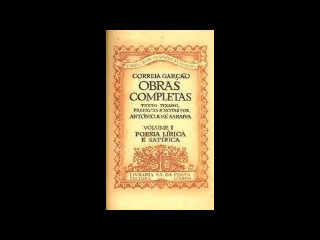 CORREIA GARÇÃO
OBRAS
COMPLETAS
TEXTO FIXADO,
PREFÁCIO E NOTAS POR
ANTÓNIO JOSÉ SARAIVA
VOLUME I
POESIA LÍRICA
E SATÍRICA
LIVRARIA SÁ DA COSTA
EDITORA LISBOA